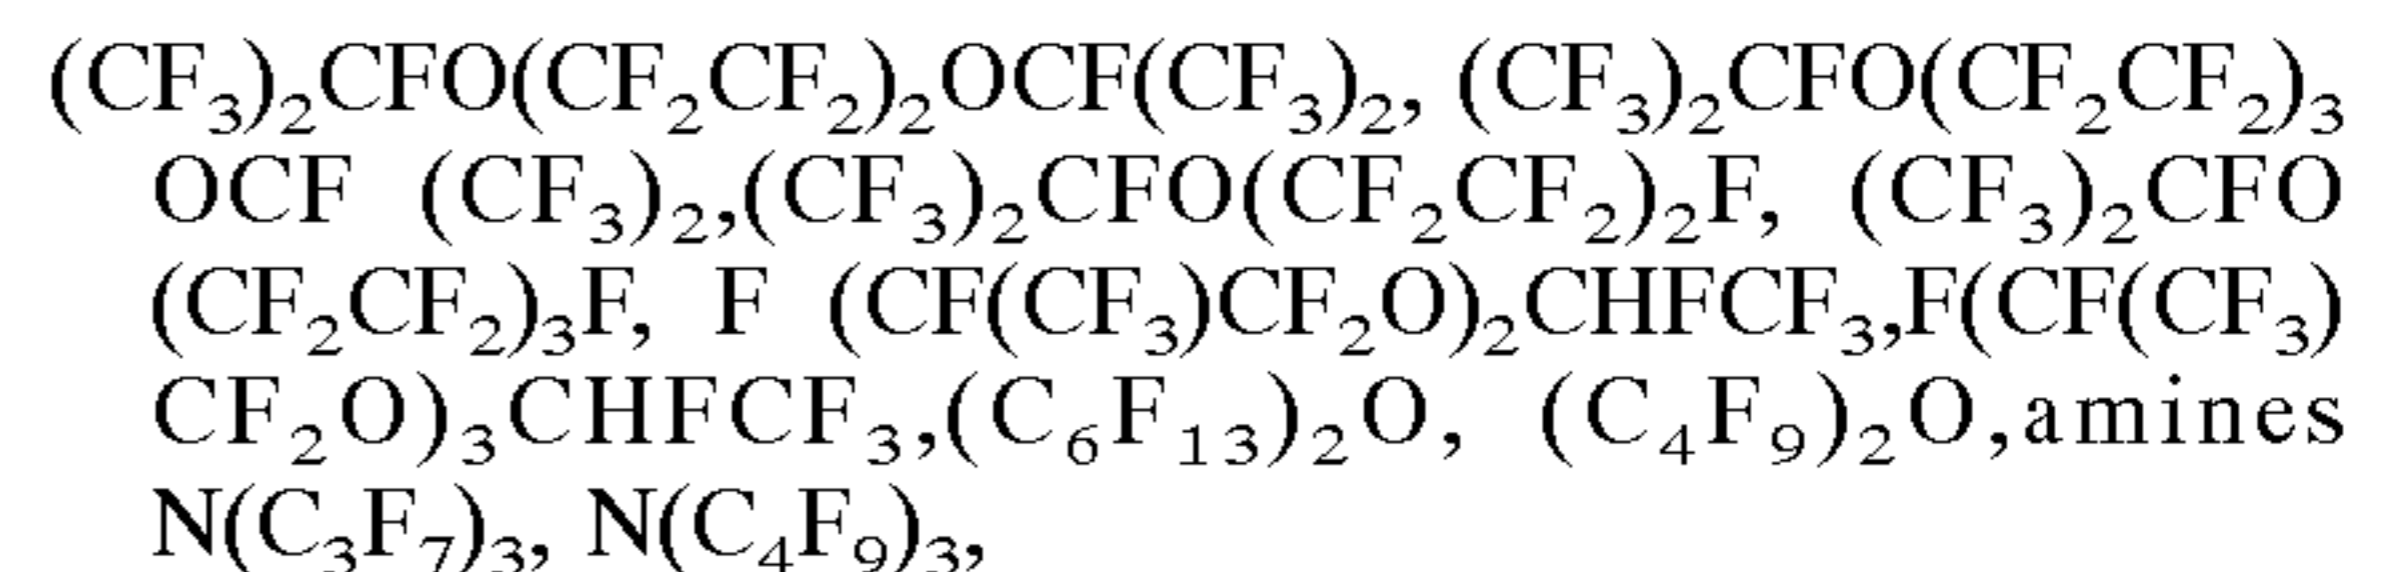 (CF₃)₂CFO(CF₂CF₂)₂OCF(CF₃)₂, (CF₃)₂CFO(CF₂CF₂)₃
OCF (CF₃)₂,(CF₃)₂CFO(CF₂CF₂)₂F, (CF₃)₂CFO
(CF₂CF₂)₃F, F (CF(CF₃)CF₂O)₂CHFCF₃,F(CF(CF₃)
CF₂O)₃CHFCF₃,(C₆F₁₃)₂O, (C₄F₉)₂O,amines
N(C₃F₇)₃, N(C₄F₉)₃,